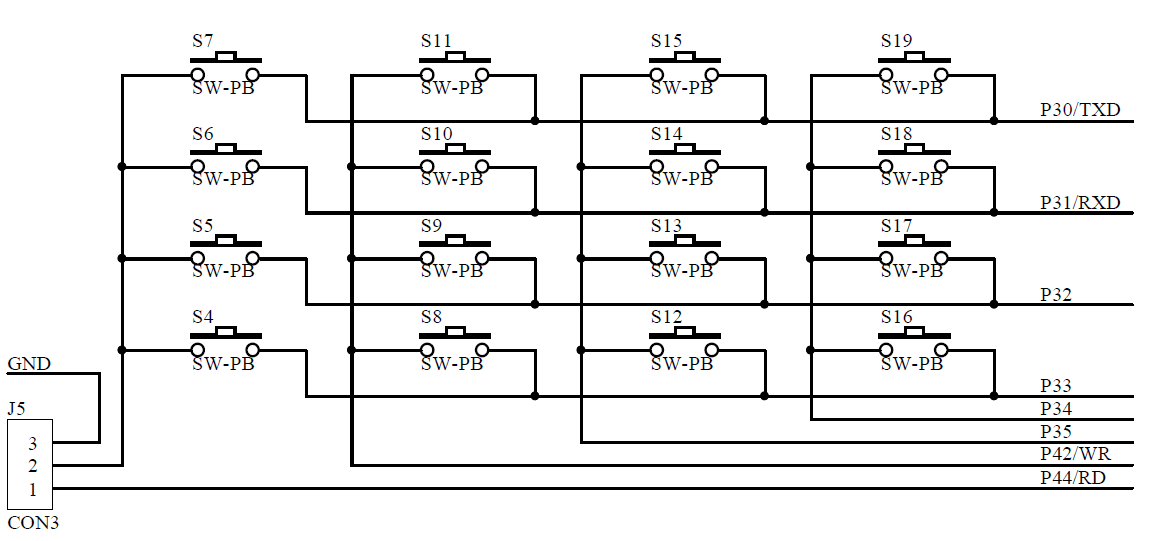 S7 S11 S15 S19
SW-PB SW-PB SW-PB SW-PB
P30/TXD
S6 S10 S14 S18
SW-PB SW-PB SW-PB SW-PB
P31/RXD
S5 S9 S13 S17
SW-PB SW-PB SW-PB SW-PB
P32
S4 S8 S12 S16
SW-PB SW-PB SW-PB SW-PB
GND
P33
J5
P34
P35
3
P42/WR
2
P44/RD
1
CON3